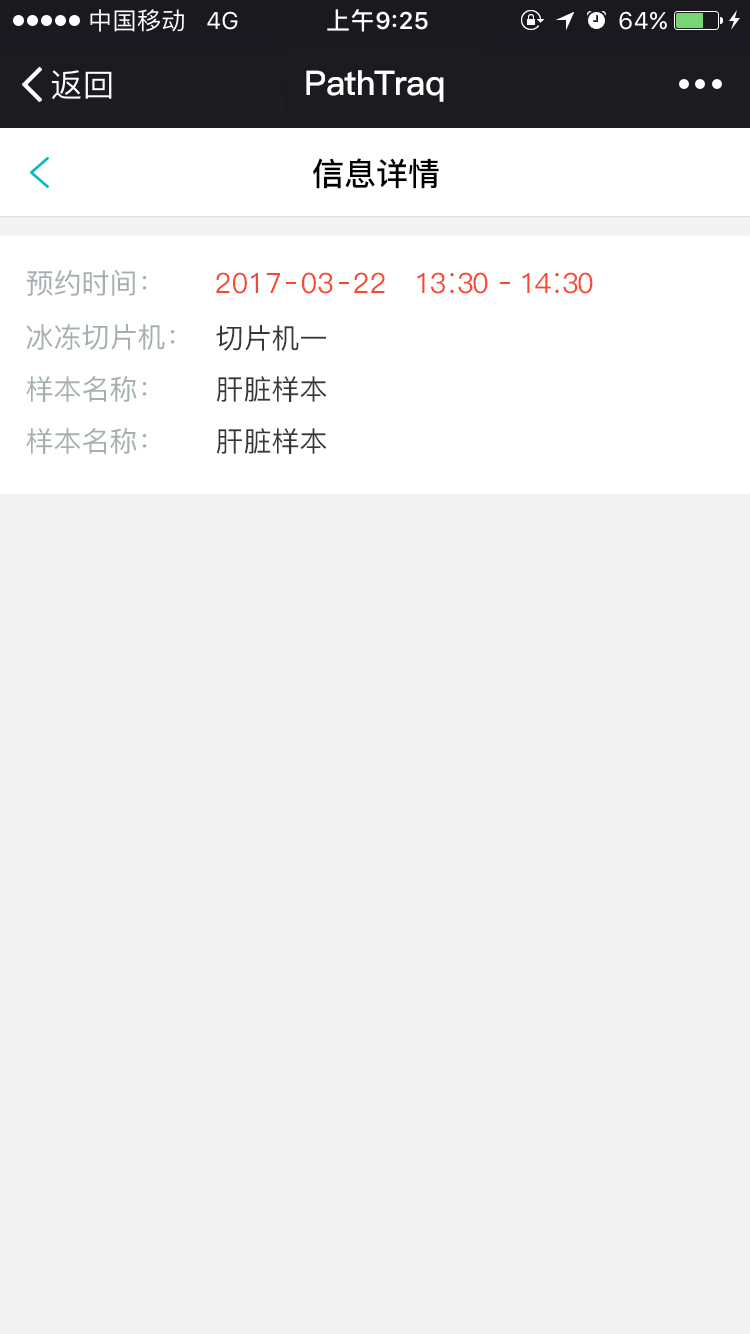 中国移动 4G 上午9:25 64%
返回 PathTraq
信息详情
预约时间: 2017-03-22 13:30 - 14:30
冰冻切片机: 切片机一
样本名称: 肝脏样本
样本名称: 肝脏样本